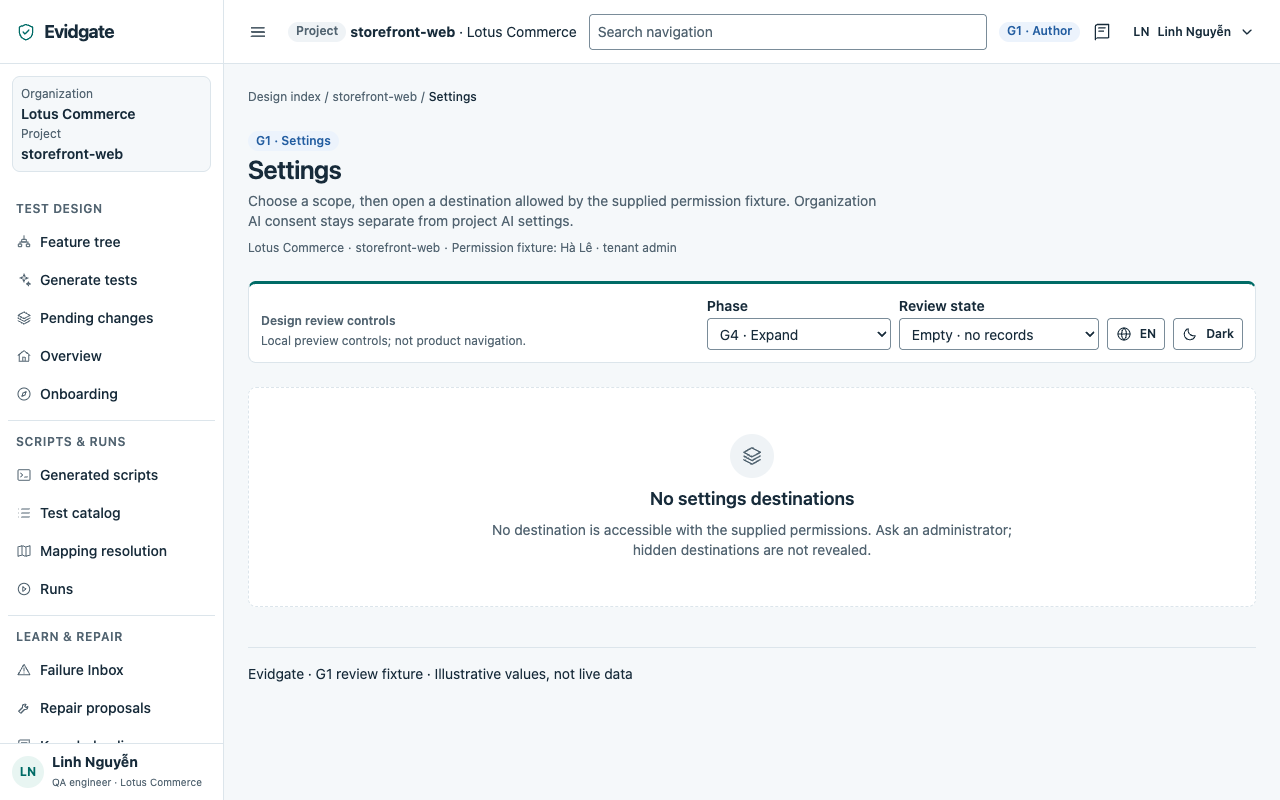 Evidgate
Project storefront-web · Lotus Commerce
Search navigation
G1 · Author
LN Linh Nguyễn
Organization
Lotus Commerce
Project
storefront-web
TEST DESIGN
Feature tree
Generate tests
Pending changes
Overview
Onboarding
SCRIPTS & RUNS
Generated scripts
Test catalog
Mapping resolution
Runs
LEARN & REPAIR
Failure Inbox
Repair proposals
LN
Linh Nguyễn
QA engineer · Lotus Commerce
Design index / storefront-web / Settings
G1 · Settings
Settings
Choose a scope, then open a destination allowed by the supplied permission fixture. Organization
AI consent stays separate from project AI settings.
Lotus Commerce · storefront-web · Permission fixture: Hà Lê · tenant admin
Design review controls
Local preview controls; not product navigation.
Phase
G4 · Expand
Review state
Empty · no records
EN
Dark
No settings destinations
No destination is accessible with the supplied permissions. Ask an administrator;
hidden destinations are not revealed.
Evidgate · G1 review fixture · Illustrative values, not live data